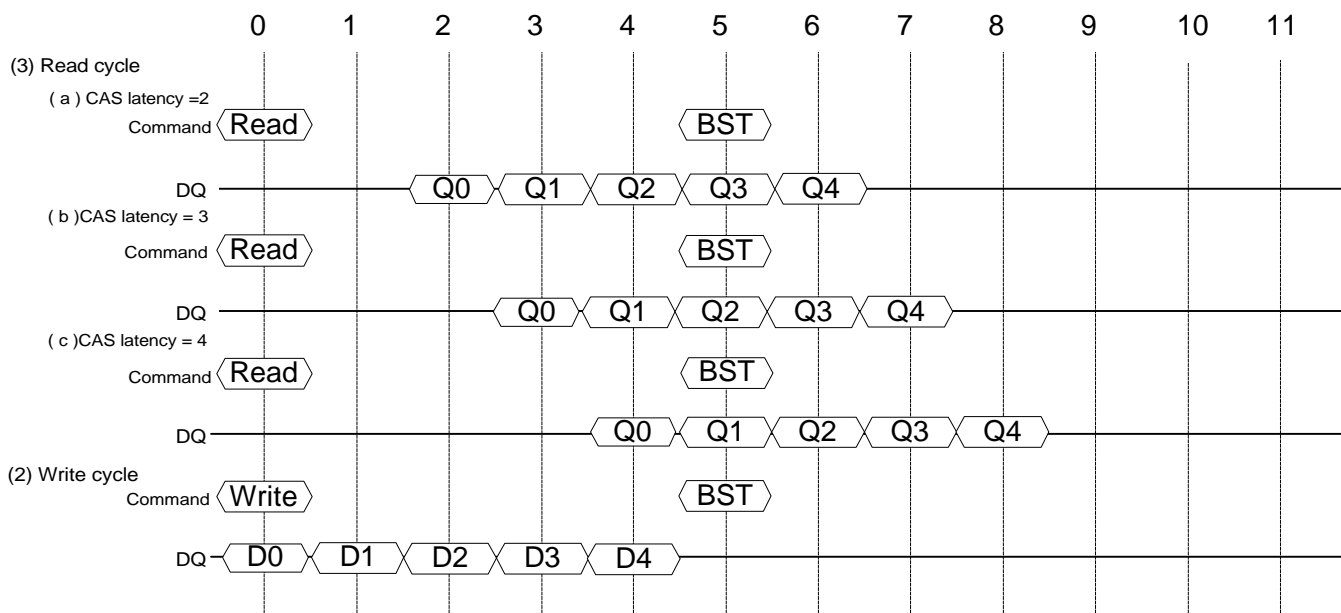 0 1 2 3 4 5 6 7 8 9 10 11
(3) Read cycle
( a ) CAS latency =2
Command Read BST
DQ Q0 Q1 Q2 Q3 Q4
( b )CAS latency = 3
Command Read BST
DQ Q0 Q1 Q2 Q3 Q4
( c )CAS latency = 4
Command Read BST
DQ Q0 Q1 Q2 Q3 Q4
(2) Write cycle
Command Write BST
DQ D0 D1 D2 D3 D4